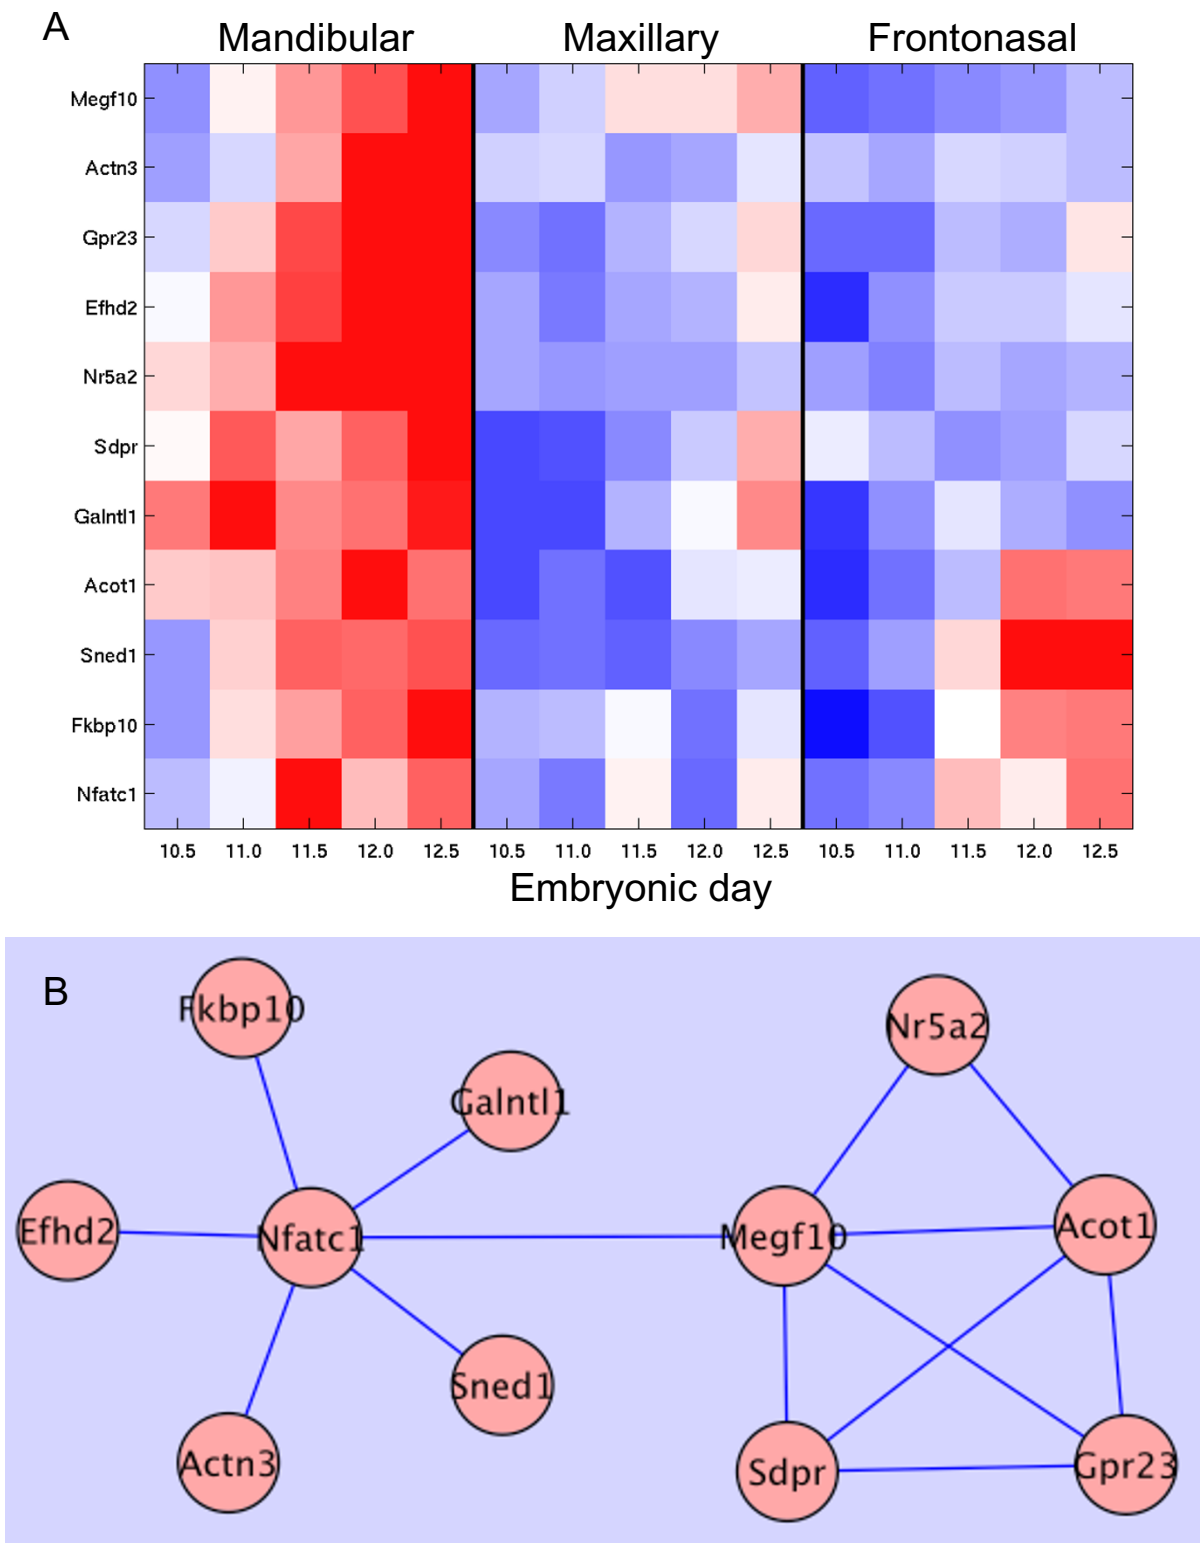 A
Mandibular Maxillary Frontonasal
Megf10
Actn3
Gpr23
Efhd2
Nr5a2
Sdpr
Galntl1
Acot1
Sned1
Fkbp10
Nfatc1
10.5 11.0 11.5 12.0 12.5 10.5 11.0 11.5 12.0 12.5 10.5 11.0 11.5 12.0 12.5
Embryonic day
B
Fkbp10
Nr5a2
Galntl1
Efhd2
Nfatc1
Megf10
Acot1
Sned1
Actn3
Sdpr
Gpr23